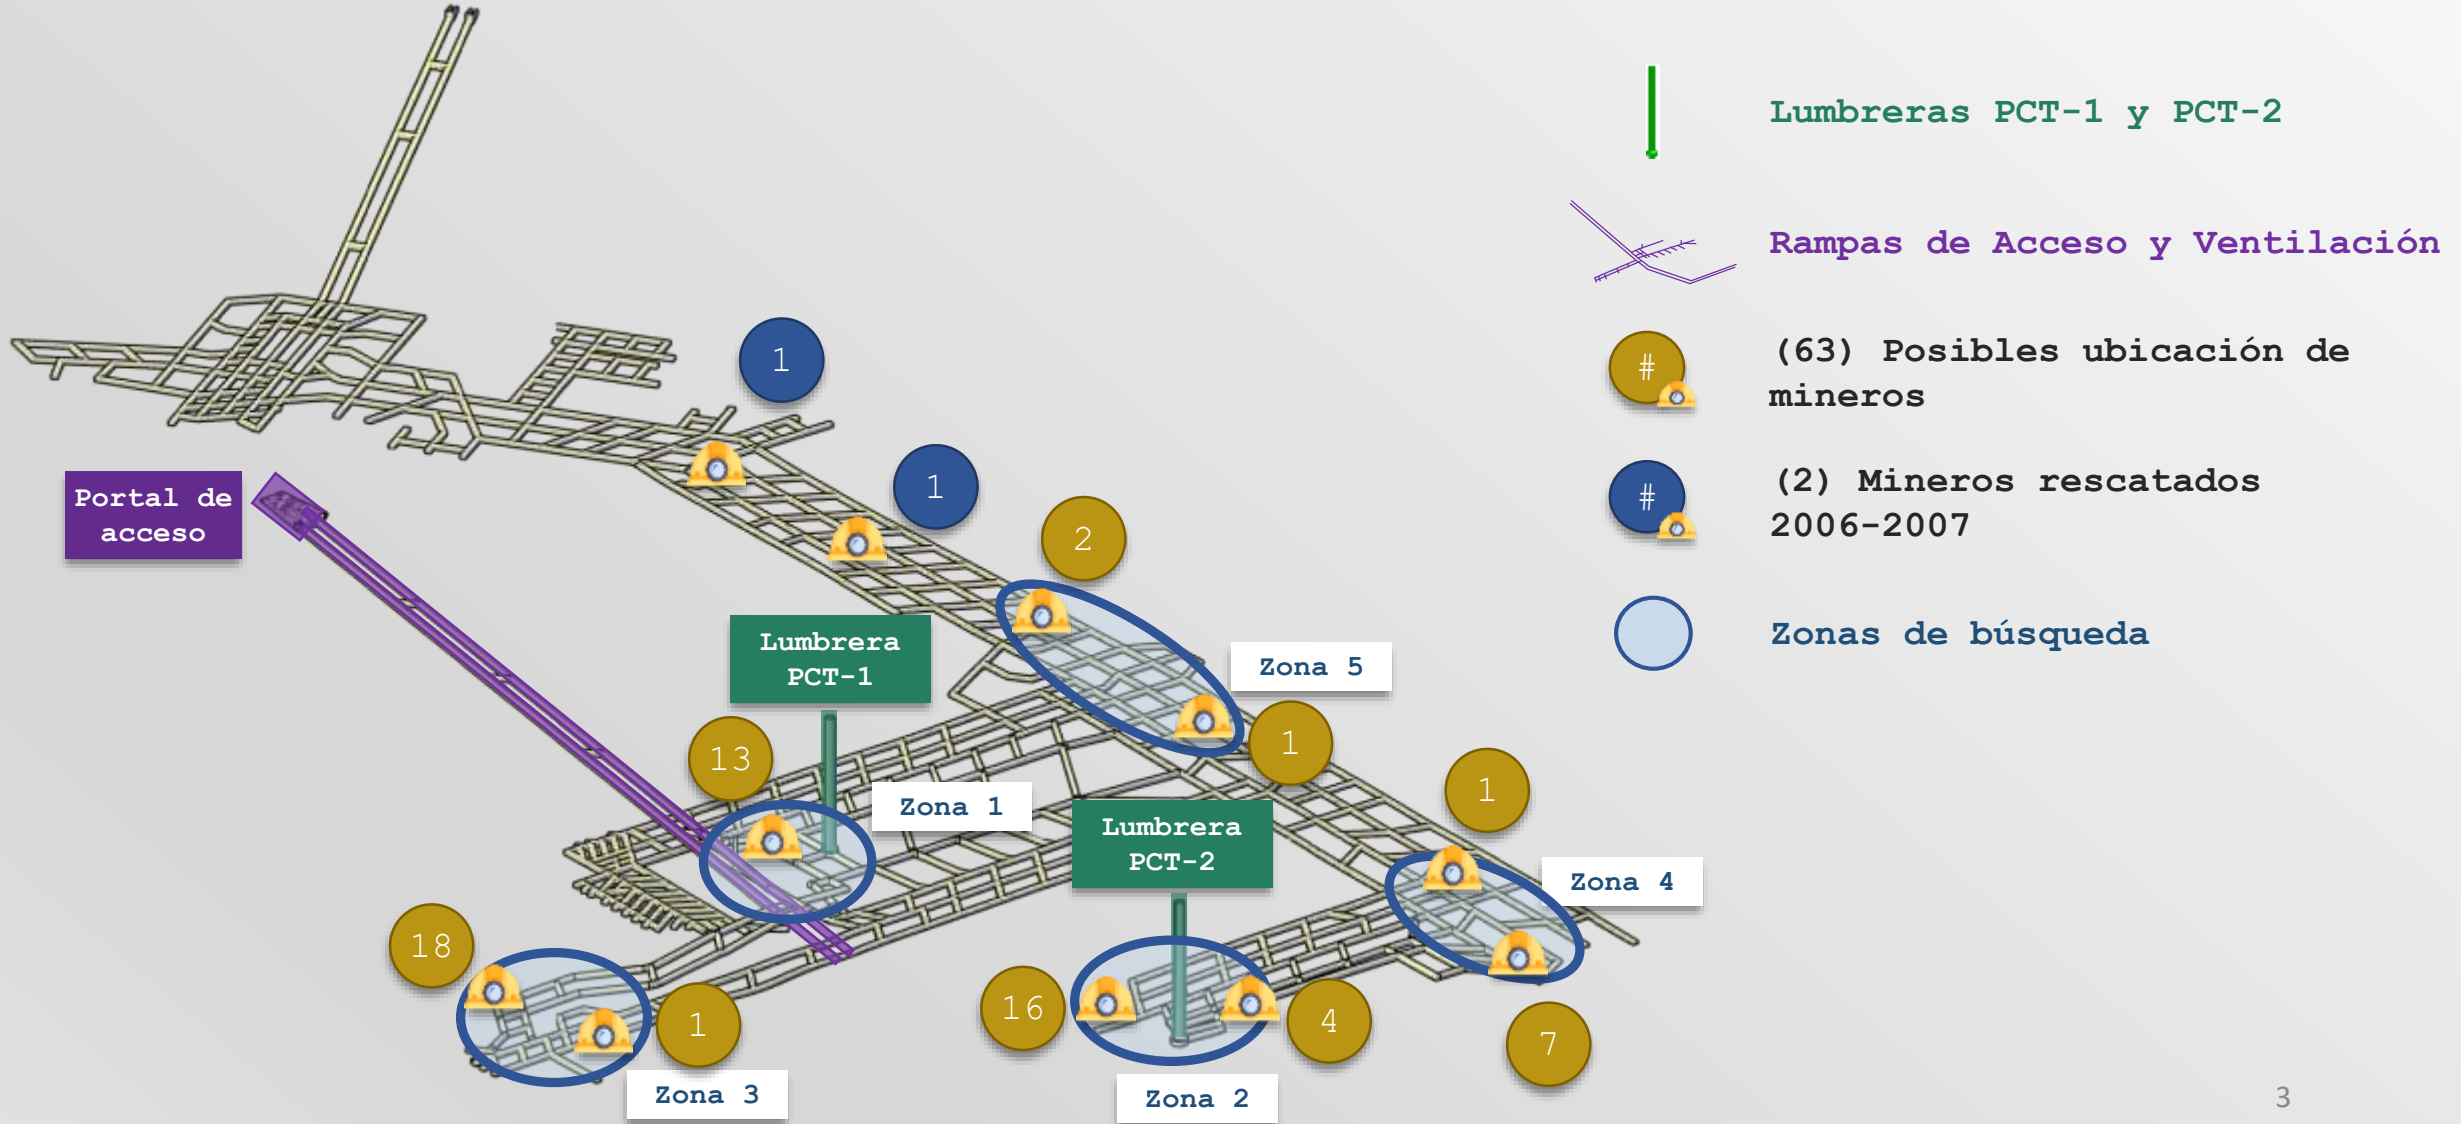 Lumbreras PCT-1 y PCT-2
Rampas de Acceso y Ventilación
#
(63) Posibles ubicación de
mineros
#
(2) Mineros rescatados
2006-2007
Zonas de búsqueda
1
1
2
Portal de
acceso
Lumbrera
PCT-1
Zona 5
13
1
Zona 1
1
Lumbrera
PCT-2
Zona 4
18
16
4
1
7
Zona 3
Zona 2
3